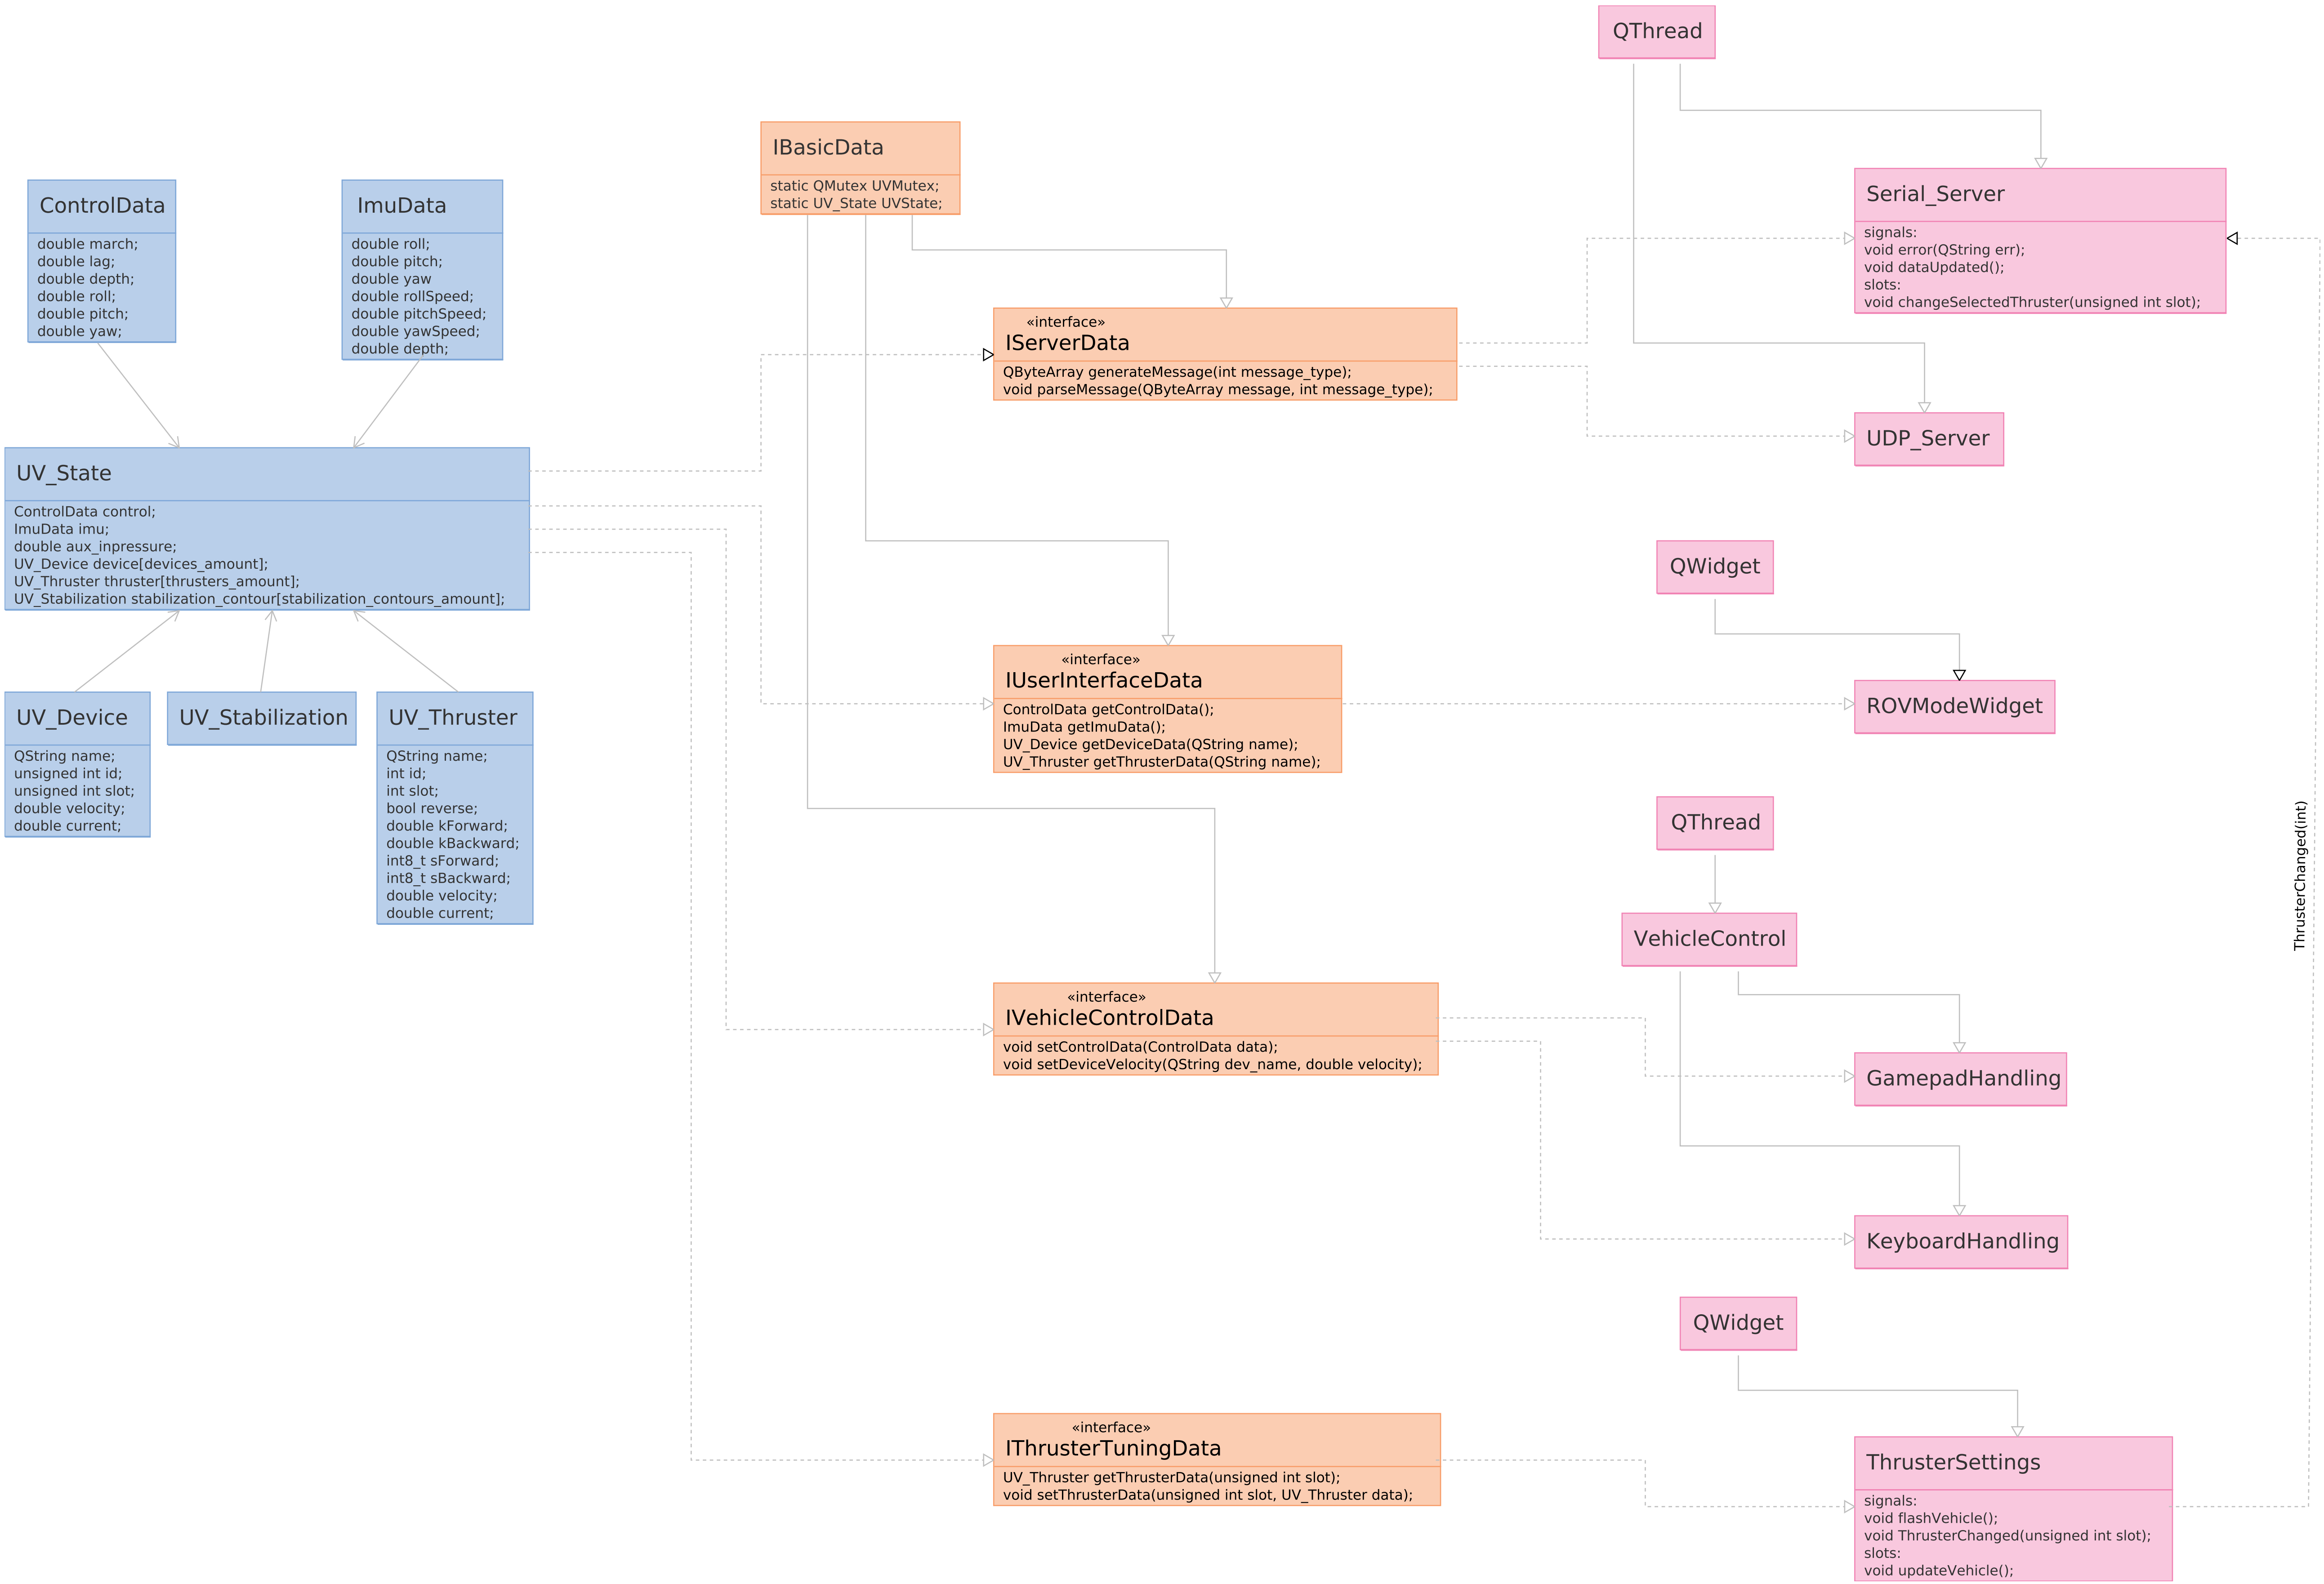 QThread
IBasicData
static QMutex UVMutex;
static UV_State UVState;
ControlData
double march;
double lag;
double depth;
double roll;
double pitch;
double yaw;
ImuData
double roll;
double pitch;
double yaw
double rollSpeed;
double pitchSpeed;
double yawSpeed;
double depth;
Serial_Server
signals:
void error(QString err);
void dataUpdated();
slots:
void changeSelectedThruster(unsigned int slot);
«interface»
IServerData
QByteArray generateMessage(int message_type);
void parseMessage(QByteArray message, int message_type);
UDP_Server
UV_State
ControlData control;
ImuData imu;
double aux_inpressure;
UV_Device device[devices_amount];
UV_Thruster thruster[thrusters_amount];
UV_Stabilization stabilization_contour[stabilization_contours_amount];
QWidget
«interface»
IUserInterfaceData
ControlData getControlData();
ImuData getImuData();
UV_Device getDeviceData(QString name);
UV_Thruster getThrusterData(QString name);
ROVModeWidget
UV_Device
QString name;
unsigned int id;
unsigned int slot;
double velocity;
double current;
UV_Stabilization
UV_Thruster
QString name;
int id;
int slot;
bool reverse;
double kForward;
double kBackward;
int8_t sForward;
int8_t sBackward;
double velocity;
double current;
QThread
ThrusterChanged(int)
VehicleControl
«interface»
IVehicleControlData
void setControlData(ControlData data);
void setDeviceVelocity(QString dev_name, double velocity);
GamepadHandling
KeyboardHandling
QWidget
«interface»
IThrusterTuningData
UV_Thruster getThrusterData(unsigned int slot);
void setThrusterData(unsigned int slot, UV_Thruster data);
ThrusterSettings
signals:
void flashVehicle();
void ThrusterChanged(unsigned int slot);
slots:
void updateVehicle();